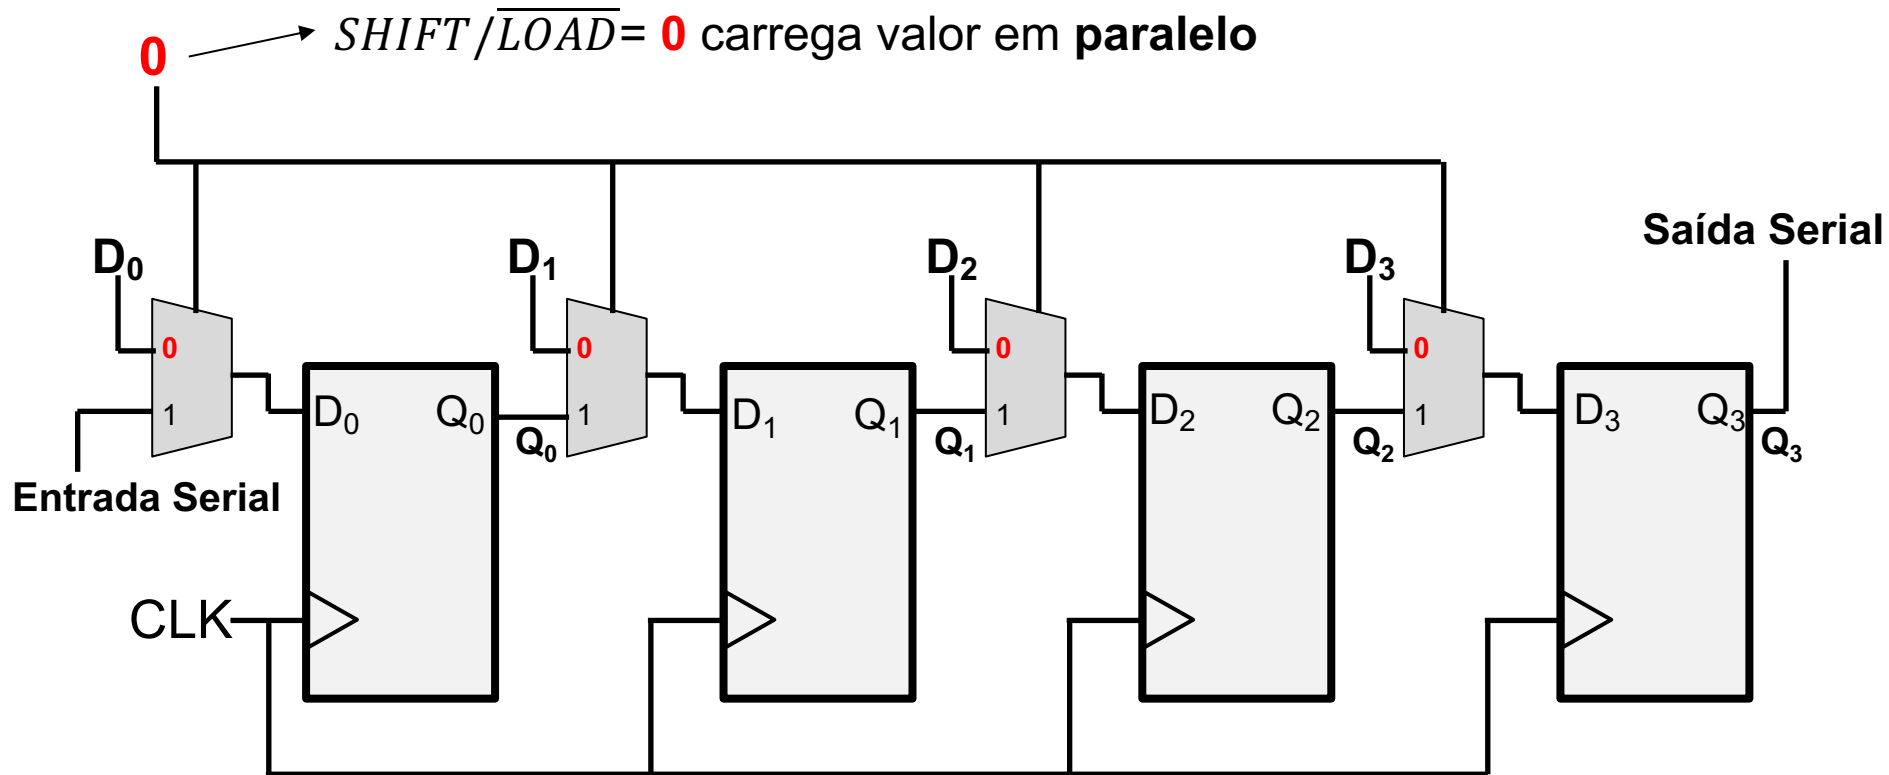 SHIFT/\overline{LOAD}= 0 carrega valor em paralelo
0
Saída Serial
D₀ D₁ D₂ D₃
0 0 0 0
1 1 1 1
D₀ Q₀ D₁ Q₁ D₂ Q₂ D₃ Q₃
Q₀ Q₁ Q₂ Q₃
Entrada Serial
CLK